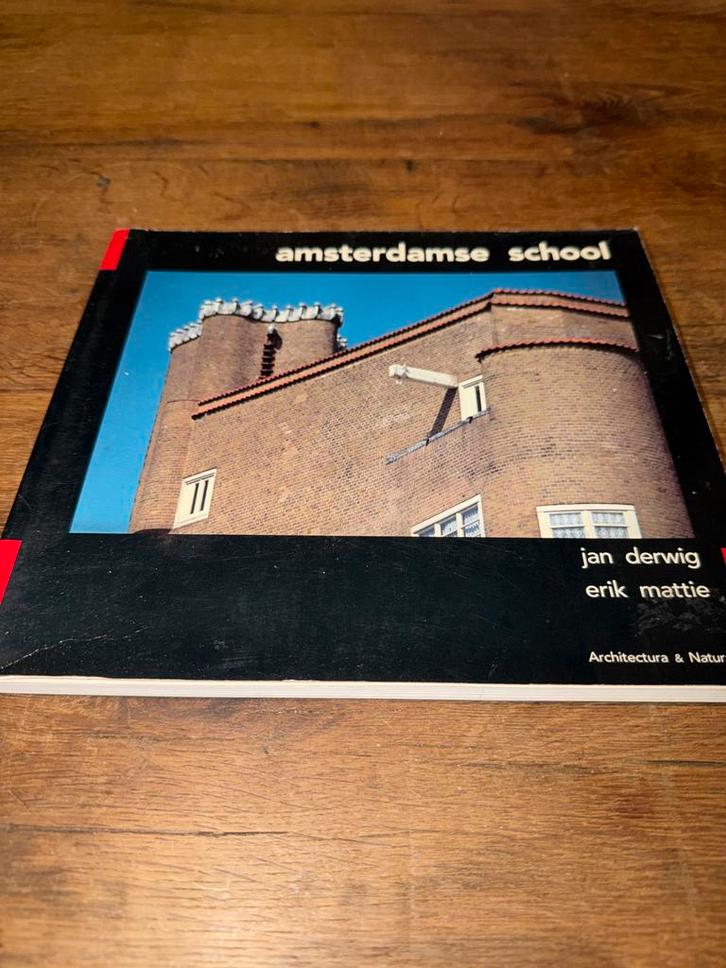 amsterdamse school
jan derwig
erik mattie
Architectura & Natur